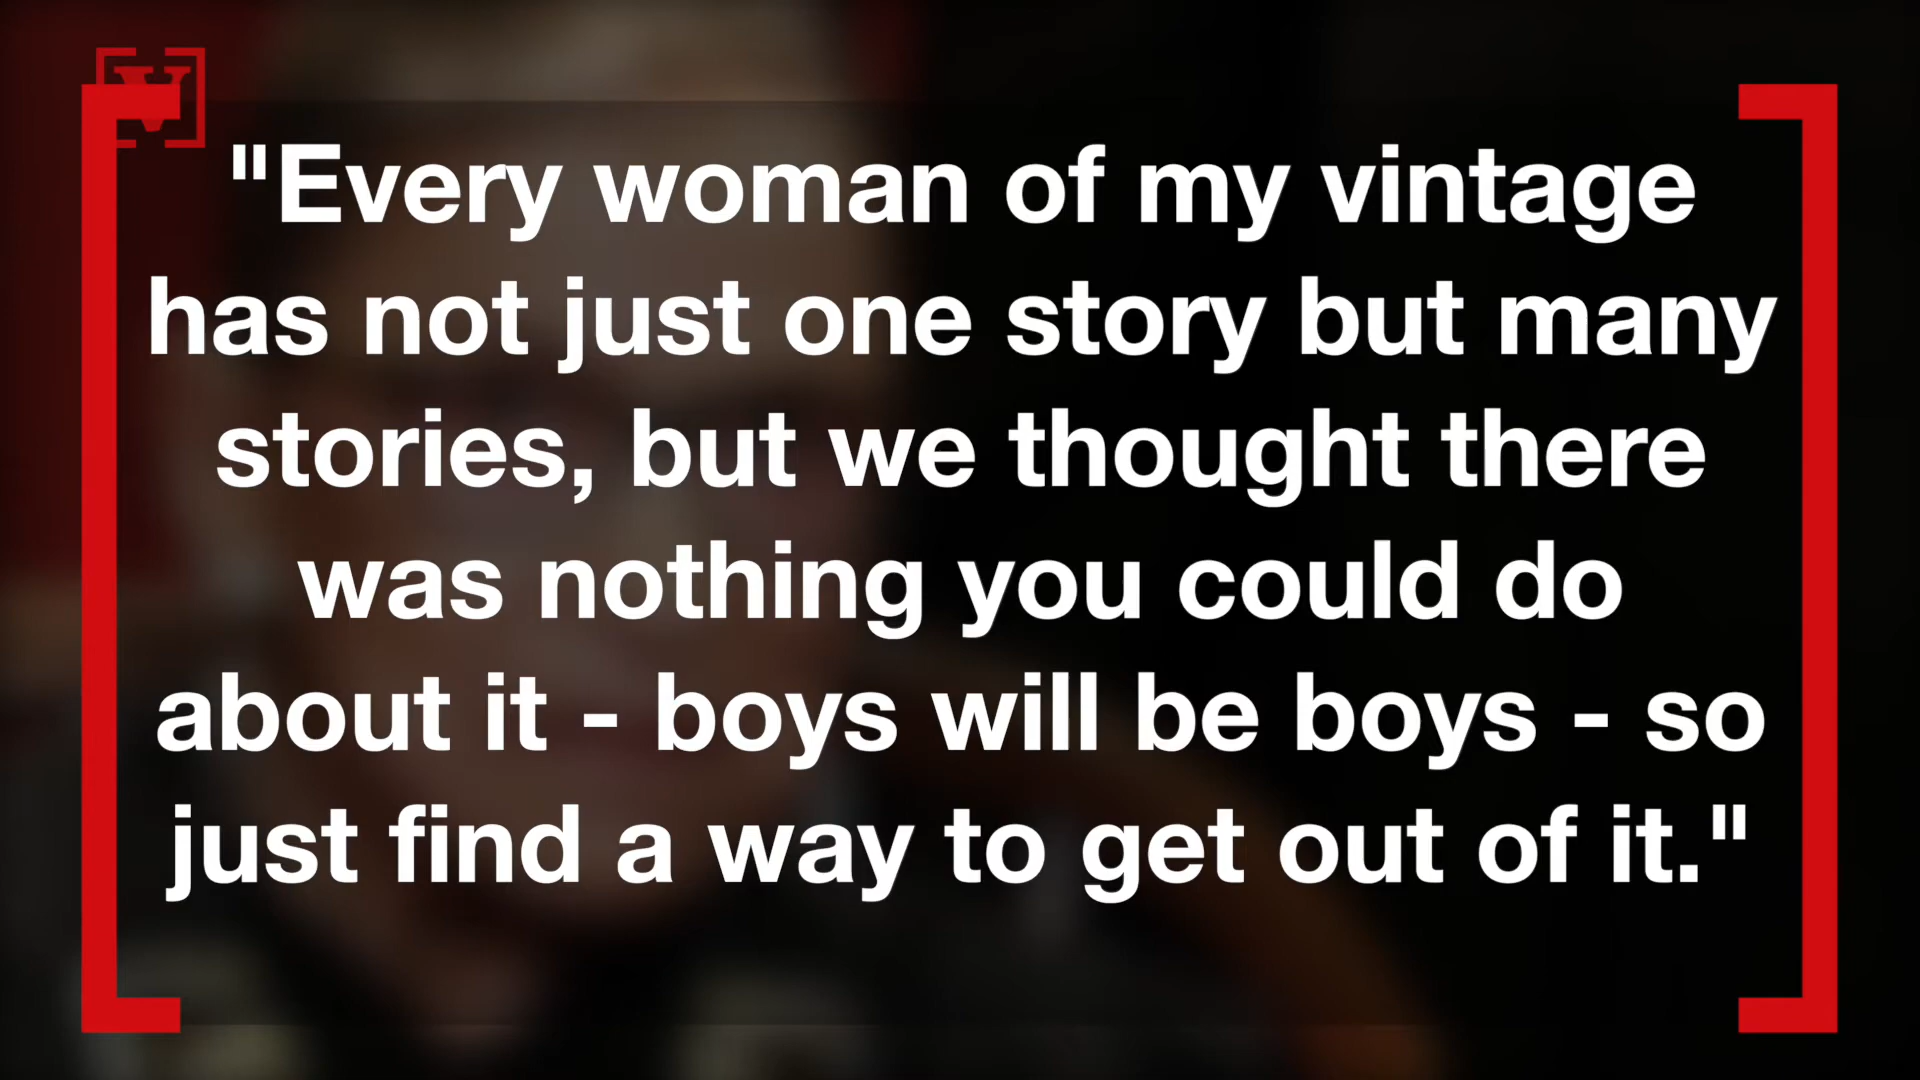 V
"Every woman of my vintage
has not just one story but many
stories, but we thought there
was nothing you could do
about it - boys will be boys - so
just find a way to get out of it."